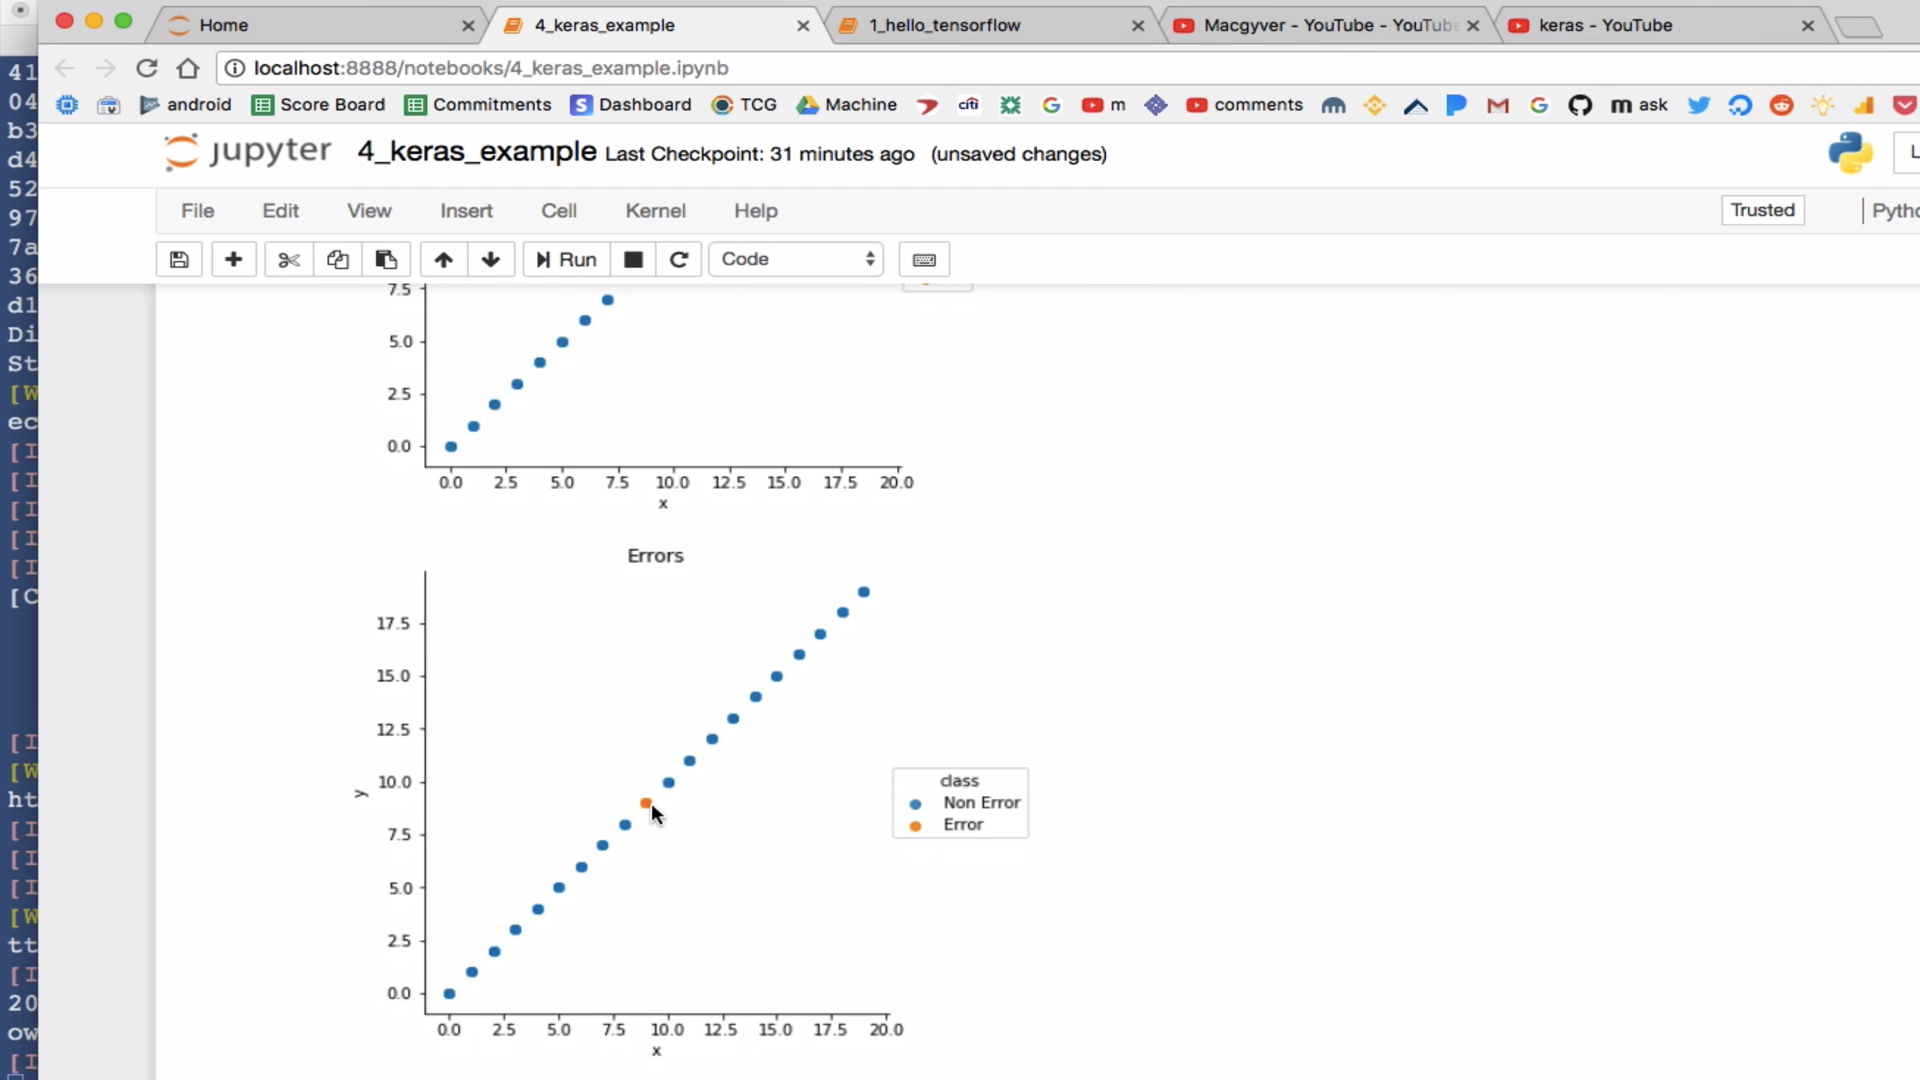 Home
4_keras_example
1_hello_tensorflow
Macgyver - YouTube - YouTube
keras - YouTube
localhost:8888/notebooks/4_keras_example.ipynb
android Score Board Commitments S Dashboard TCG Machine citi G m comments G m ask
jupyter 4_keras_example Last Checkpoint: 31 minutes ago (unsaved changes)
File Edit View Insert Cell Kernel Help Trusted
Run Code
7.5
5.0
2.5
0.0
0.0 2.5 5.0 7.5 10.0 12.5 15.0 17.5 20.0
x
Errors
17.5
15.0
12.5
10.0
7.5
5.0
2.5
0.0
y
class
Non Error
Error
0.0 2.5 5.0 7.5 10.0 12.5 15.0 17.5 20.0
x
41
04
b3
d4
52
97
7a
36
d1
Di
St
[W
ec
[I
[I
[I
[I
[I
[C
[I
[W
ht
[I
[I
[I
[W
tt
[I
20
ow
[I